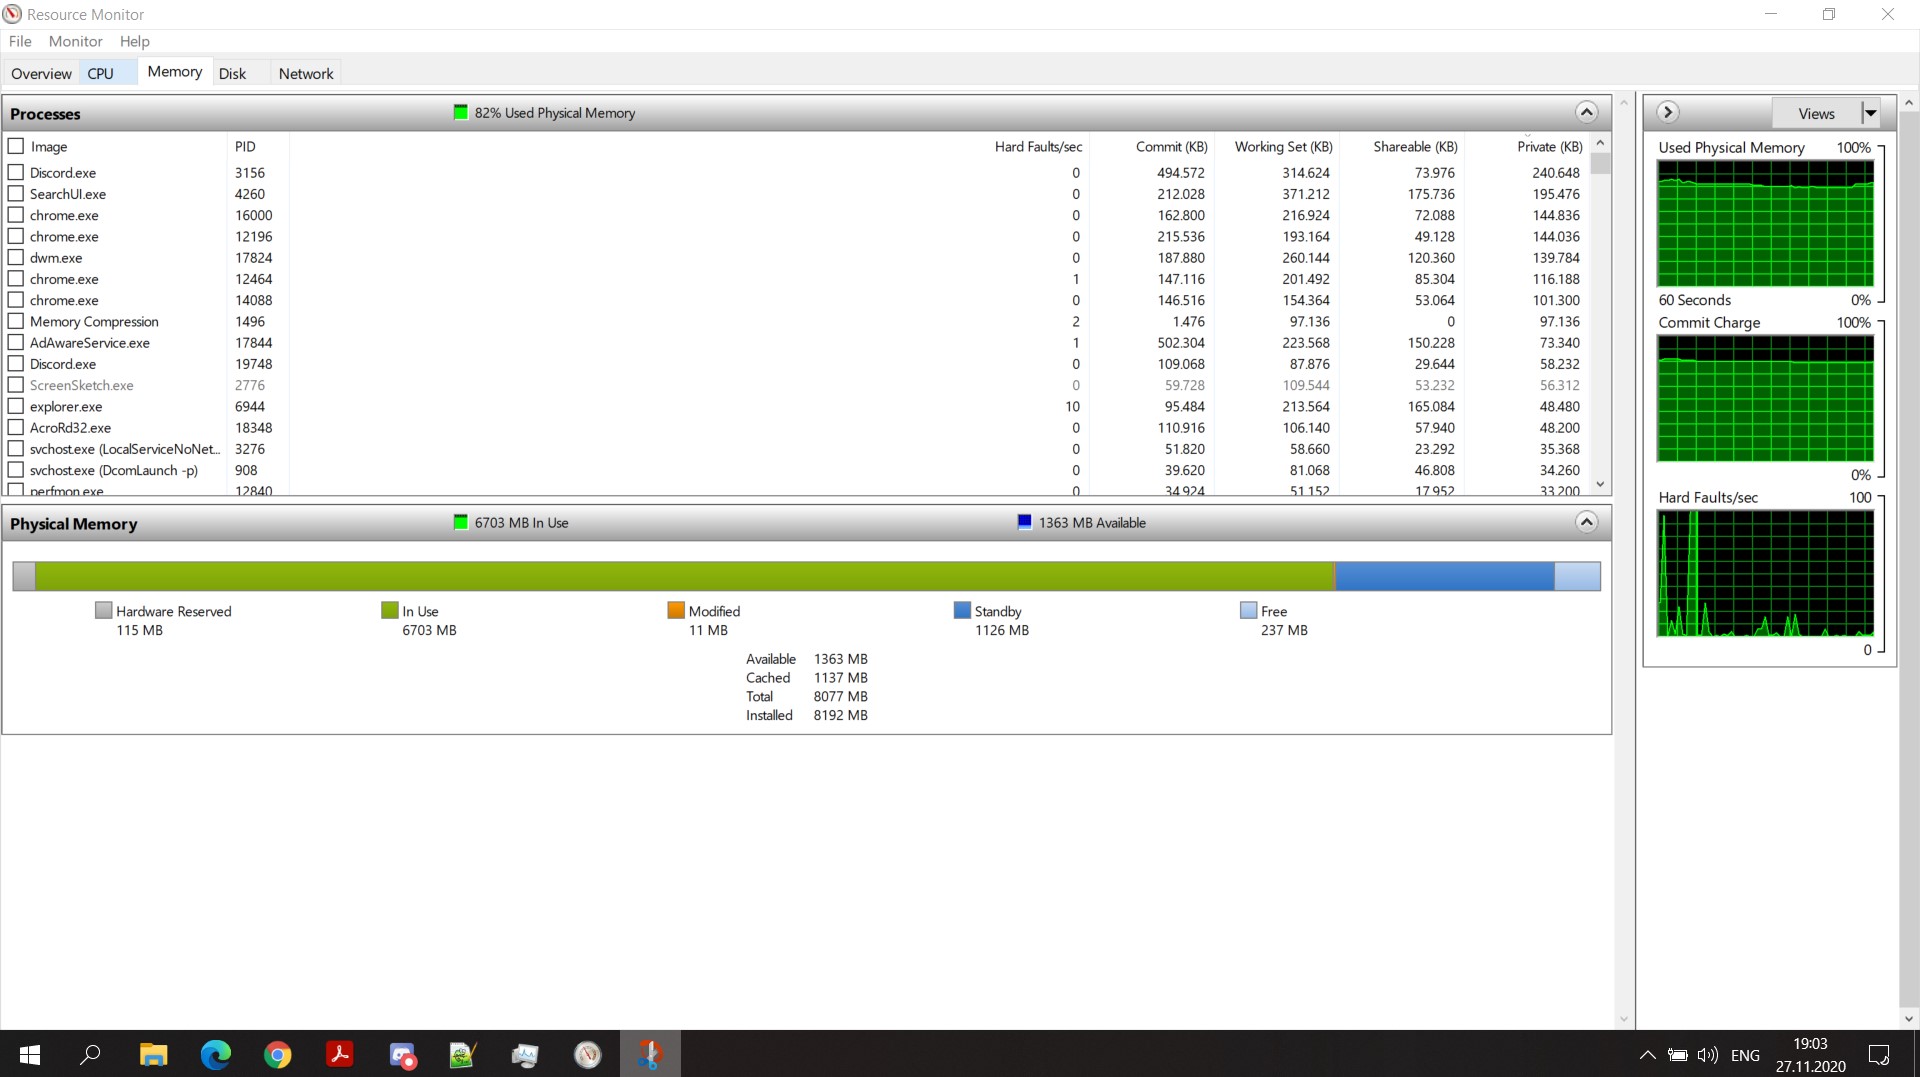 Resource Monitor
File Monitor Help
Overview CPU Memory Disk Network
Processes 82% Used Physical Memory
Image PID Hard Faults/sec Commit (KB) Working Set (KB) Shareable (KB) Private (KB)
Discord.exe 3156 0 494.572 314.624 73.976 240.648
SearchUI.exe 4260 0 212.028 371.212 175.736 195.476
chrome.exe 16000 0 162.800 216.924 72.088 144.836
chrome.exe 12196 0 215.536 193.164 49.128 144.036
dwm.exe 17824 0 187.880 260.144 120.360 139.784
chrome.exe 12464 1 147.116 201.492 85.304 116.188
chrome.exe 14088 0 146.516 154.364 53.064 101.300
Memory Compression 1496 2 1.476 97.136 0 97.136
AdAwareService.exe 17844 1 502.304 223.568 150.228 73.340
Discord.exe 19748 0 109.068 87.876 29.644 58.232
ScreenSketch.exe 2776 0 59.728 109.544 53.232 56.312
explorer.exe 6944 10 95.484 213.564 165.084 48.480
AcroRd32.exe 18348 0 110.916 106.140 57.940 48.200
svchost.exe (LocalServiceNoNet... 3276 0 51.820 58.660 23.292 35.368
svchost.exe (DcomLaunch -p) 908 0 39.620 81.068 46.808 34.260
perfmon.exe 12840 0 34.924 51.152 17.952 33.200
Physical Memory 6703 MB In Use 1363 MB Available
Hardware Reserved In Use Modified Standby Free
115 MB 6703 MB 11 MB 1126 MB 237 MB
Available 1363 MB
Cached 1137 MB
Total 8077 MB
Installed 8192 MB
Views
Used Physical Memory 100%
60 Seconds 0%
Commit Charge 100%
0%
Hard Faults/sec 100
0
ENG
19:03
27.11.2020